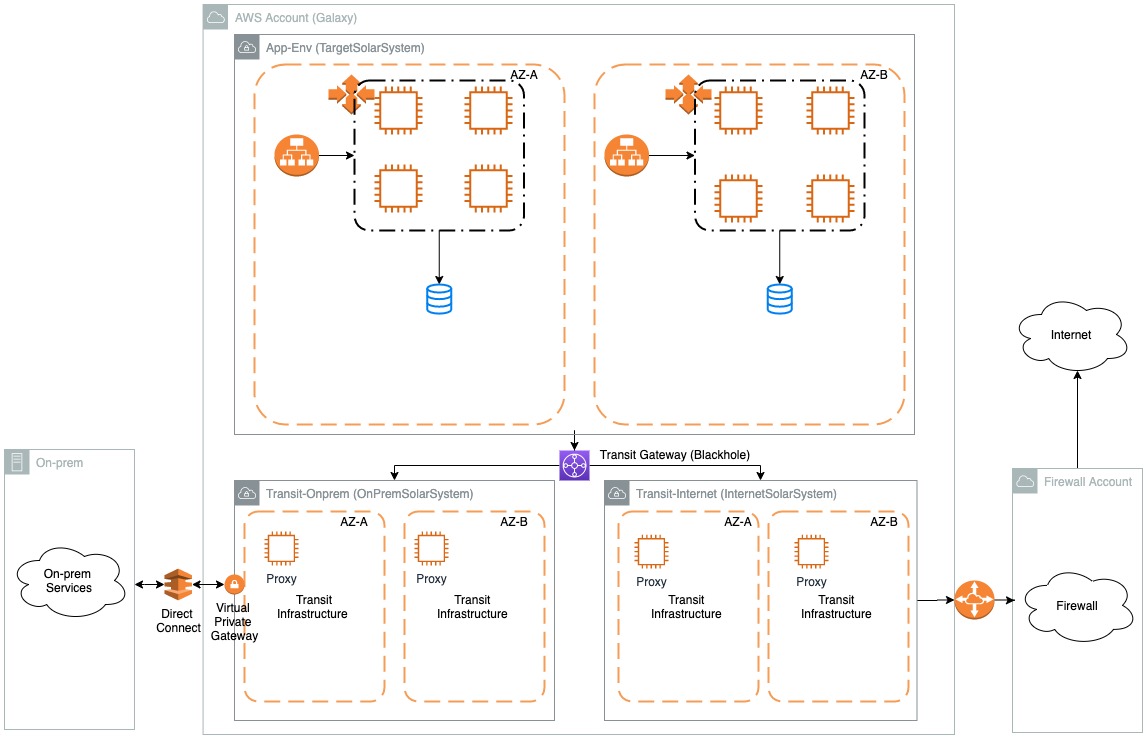 AWS Account (Galaxy)
App-Env (TargetSolarSystem)
AZ-A
AZ-B
Internet
Transit Gateway (Blackhole)
On-prem
Firewall Account
Transit-Onprem (OnPremSolarSystem)
Transit-Internet (InternetSolarSystem)
AZ-A
AZ-B
AZ-A
AZ-B
On-prem
Services
Proxy
Proxy
Proxy
Proxy
Transit
Infrastructure
Transit
Infrastructure
Transit
Infrastructure
Transit
Infrastructure
Direct
Connect
Virtual
Private
Gateway
Firewall